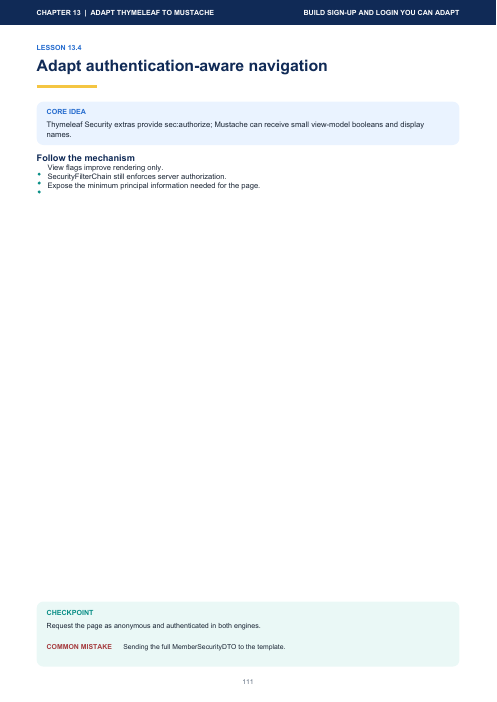 CHAPTER 13 | ADAPT THYMELEAF TO MUSTACHE
BUILD SIGN-UP AND LOGIN YOU CAN ADAPT
LESSON 13.4
Adapt authentication-aware navigation
CORE IDEA
Thymeleaf Security extras provide sec:authorize; Mustache can receive small view-model booleans and display
names.
Follow the mechanism
View flags improve rendering only.
SecurityFilterChain still enforces server authorization.
Expose the minimum principal information needed for the page.
CHECKPOINT
Request the page as anonymous and authenticated in both engines.
COMMON MISTAKE Sending the full MemberSecurityDTO to the template.
111